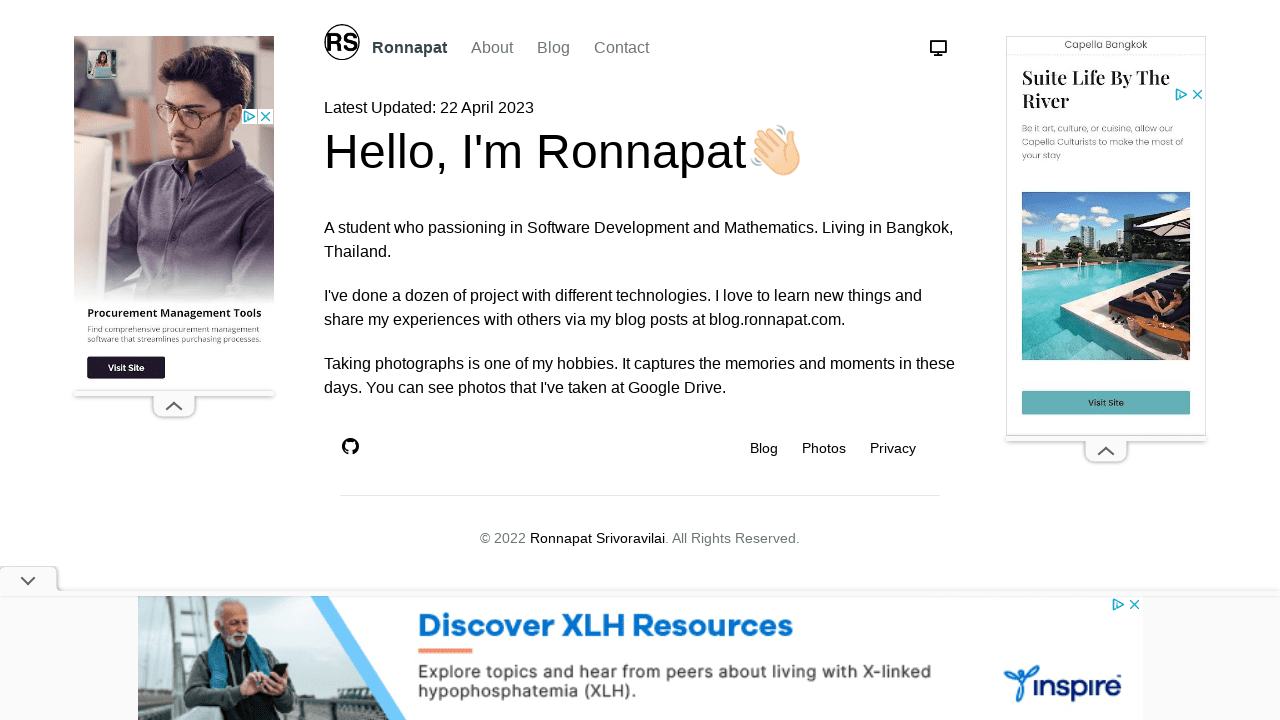 RS
Ronnapat
About
Blog
Contact
Latest Updated: 22 April 2023
Hello, I'm Ronnapat👋🏻
A student who passioning in Software Development and Mathematics. Living in Bangkok,
Thailand.
I've done a dozen of project with different technologies. I love to learn new things and
share my experiences with others via my blog posts at blog.ronnapat.com.
Taking photographs is one of my hobbies. It captures the memories and moments in these
days. You can see photos that I've taken at Google Drive.
Blog
Photos
Privacy
© 2022 Ronnapat Srivoravilai. All Rights Reserved.
Procurement Management Tools
Find comprehensive procurement management
software that streamlines purchasing processes.
Visit Site
Capella Bangkok
Suite Life By The
River
Be it art, culture, or cuisine, allow our
Capella Culturists to make the most of
your stay
Visit Site
Discover XLH Resources
Explore topics and hear from peers about living with X-linked
hypophosphatemia (XLH).
inspire